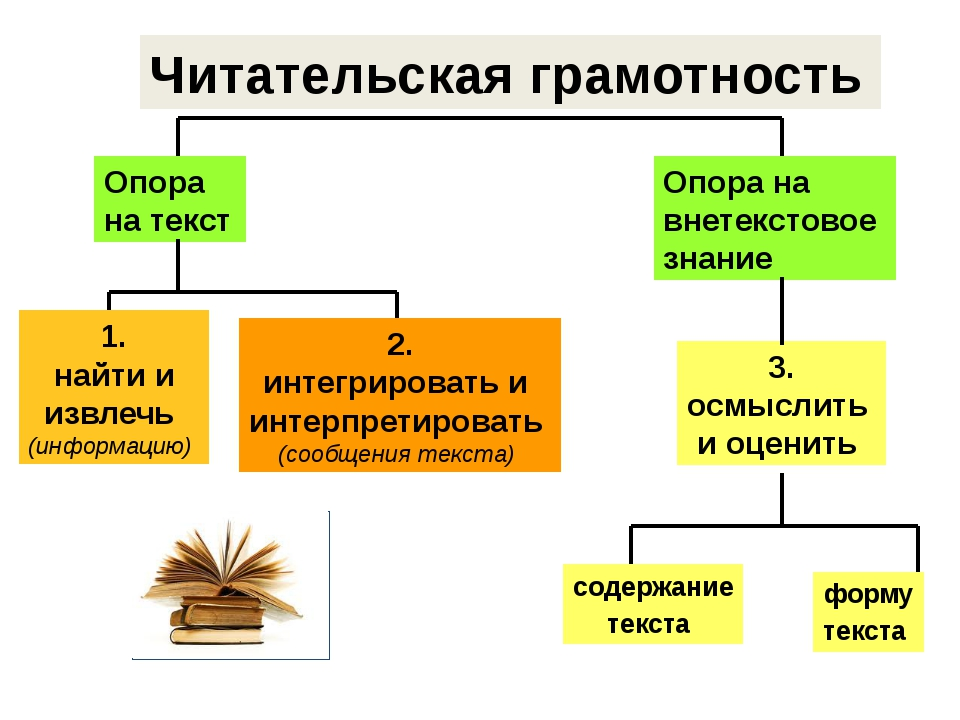 Читательская грамотность
Опора
на текст
Опора на
внетекстовое
знание
1.
найти и
извлечь
(информацию)
2.
интегрировать и
интерпретировать
(сообщения текста)
3.
осмыслить
и оценить
содержание
текста
форму
текста